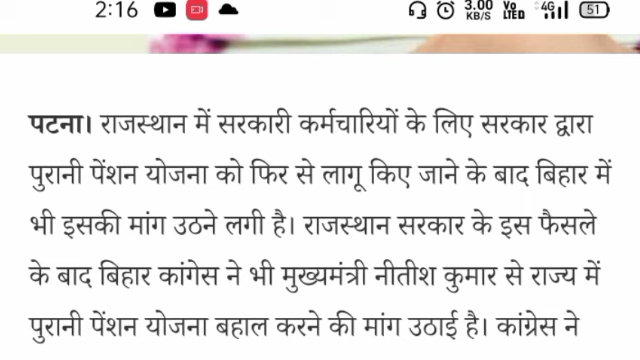 2:16 3.00 KB/S Vo LTED 4G 51
पटना। राजस्थान में सरकारी कर्मचारियों के लिए सरकार द्वारा
पुरानी पेंशन योजना को फिर से लागू किए जाने के बाद बिहार में
भी इसकी मांग उठने लगी है। राजस्थान सरकार के इस फैसले
के बाद बिहार कांगेस ने भी मुख्यमंत्री नीतीश कुमार से राज्य में
पुरानी पेंशन योजना बहाल करने की मांग उठाई है। कांग्रेस ने